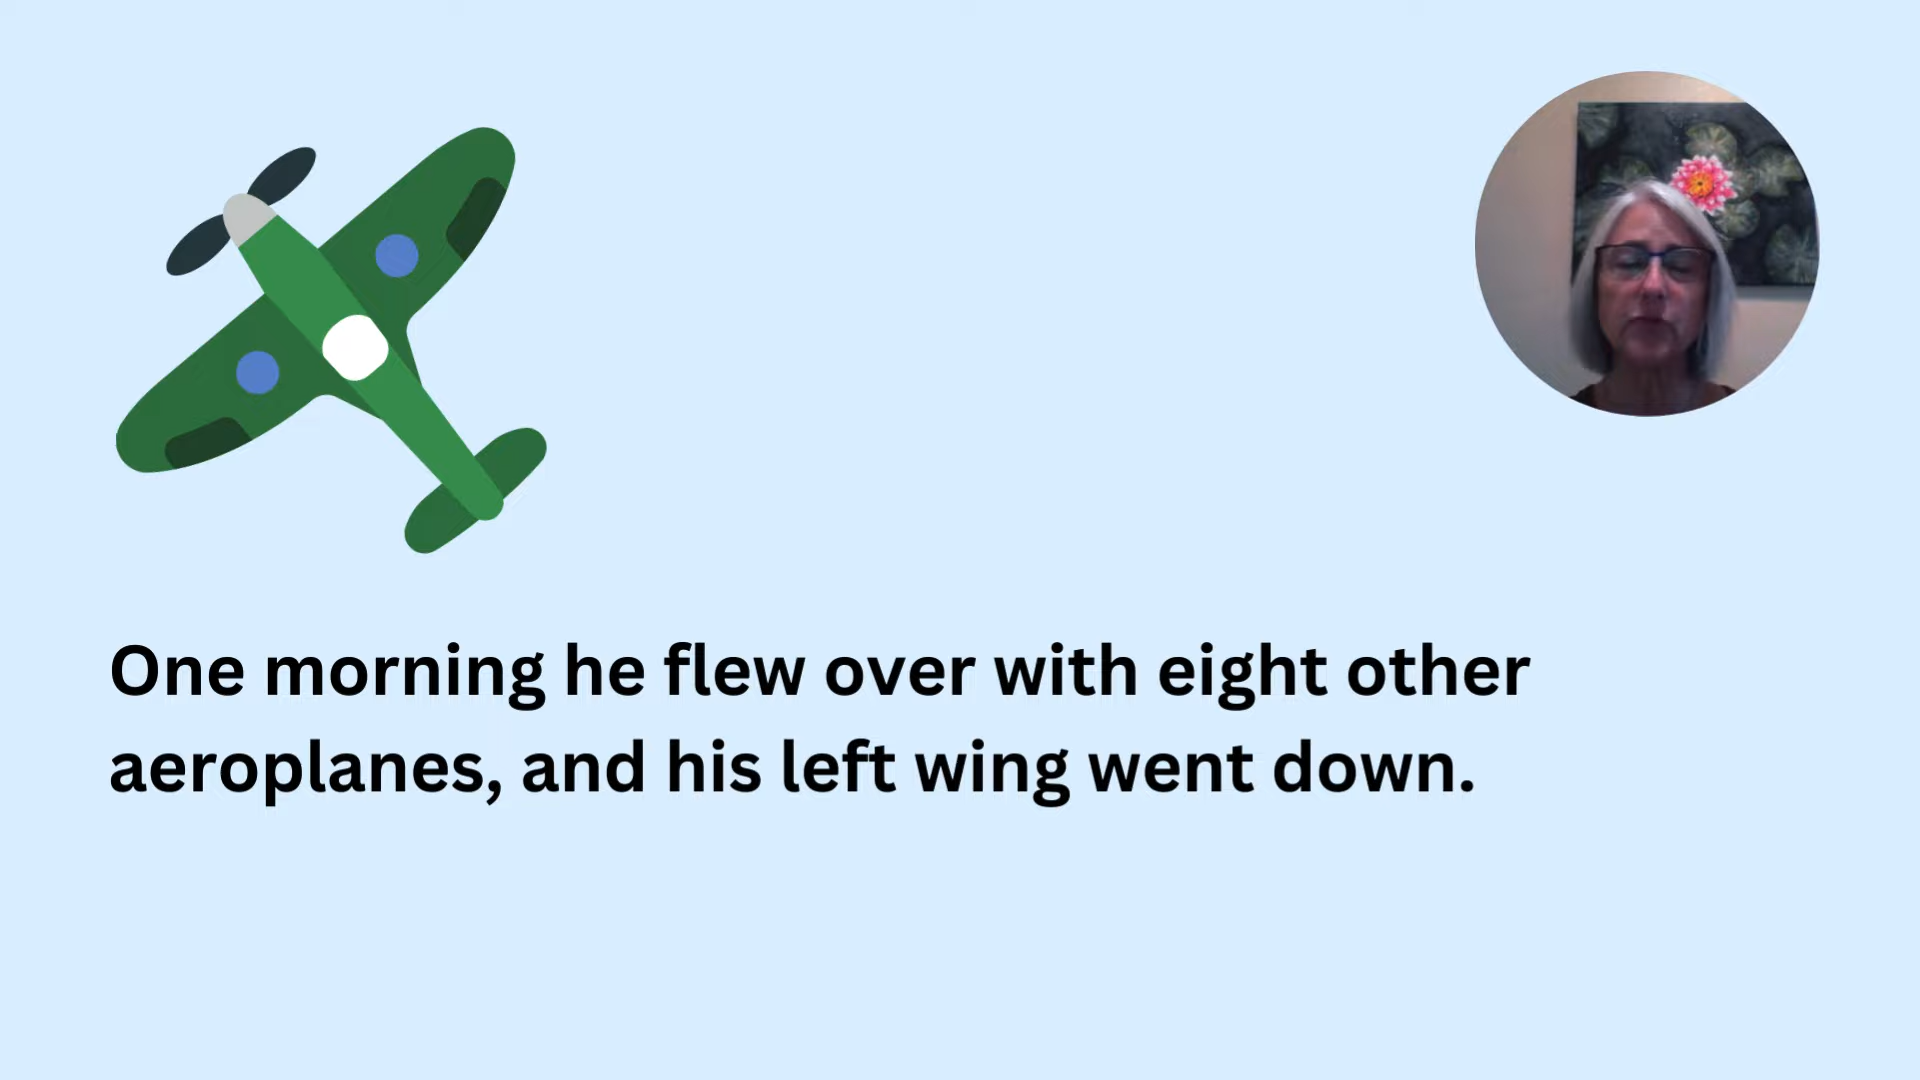 One morning he flew over with eight other
aeroplanes, and his left wing went down.